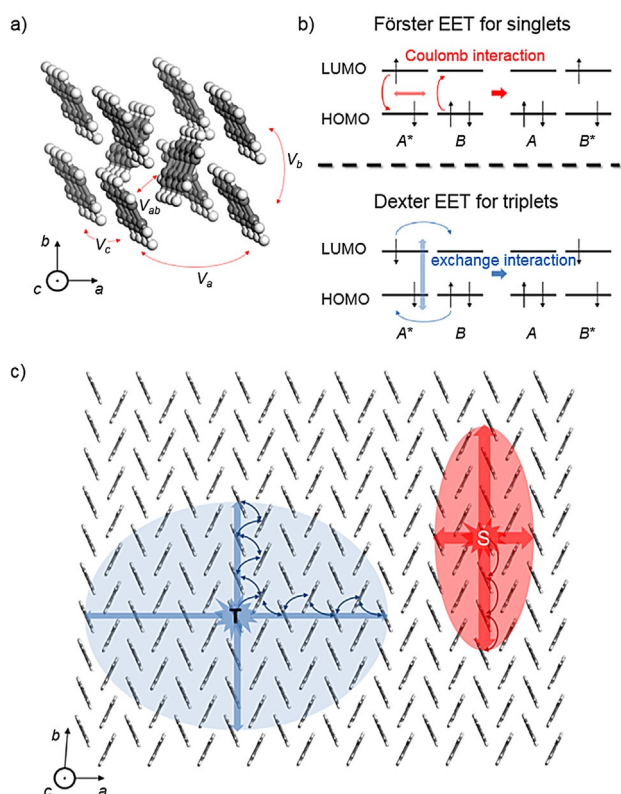 a)
V_b
V_ab
V_c
V_a
b
c
a
b)
Förster EET for singlets
Coulomb interaction
LUMO
HOMO
A*
B
A
B*
Dexter EET for triplets
LUMO
exchange interaction
HOMO
A*
B
A
B*
c)
S
T
b
c
a